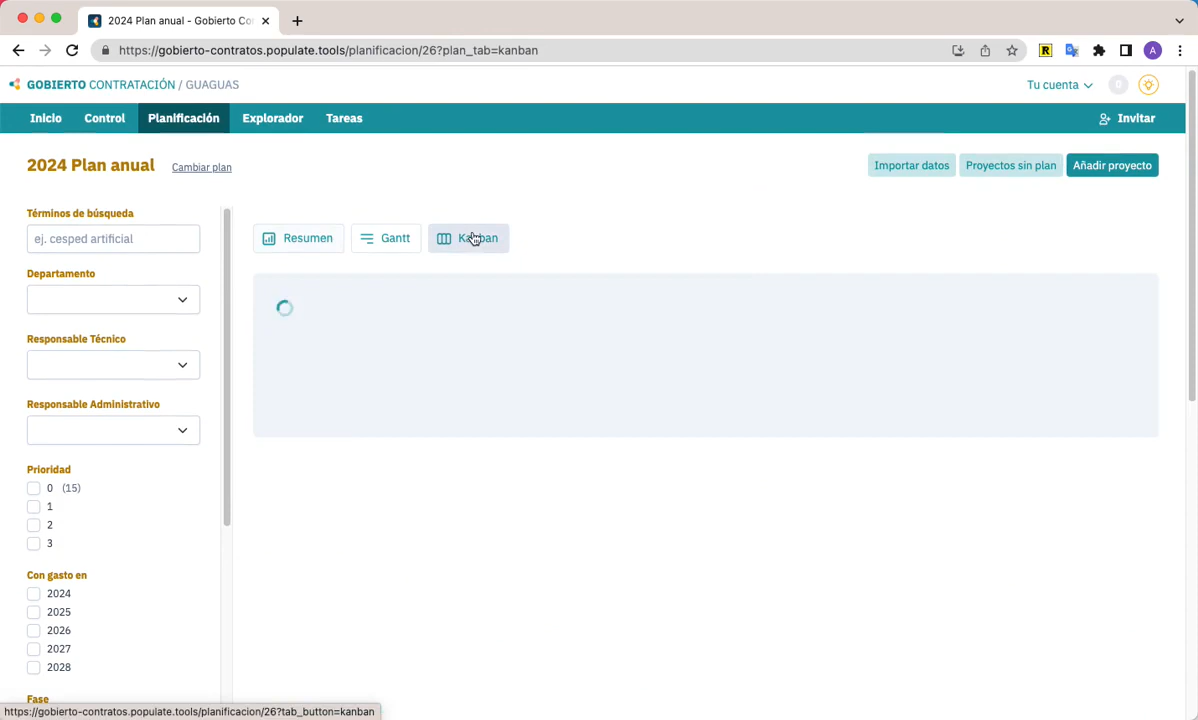 2024 Plan anual - Gobierto Co
https://gobierto-contratos.populate.tools/planificacion/26?plan_tab=kanban
R
A
GOBIERTO CONTRATACIÓN / GUAGUAS
Tu cuenta
0
Inicio
Control
Planificación
Explorador
Tareas
Invitar
2024 Plan anual
Cambiar plan
Importar datos
Proyectos sin plan
Añadir proyecto
Términos de búsqueda
ej. cesped artificial
Departamento
Responsable Técnico
Responsable Administrativo
Prioridad
0 (15)
1
2
3
Con gasto en
2024
2025
2026
2027
2028
Fase
Resumen
Gantt
Kanban
https://gobierto-contratos.populate.tools/planificacion/26?tab_button=kanban